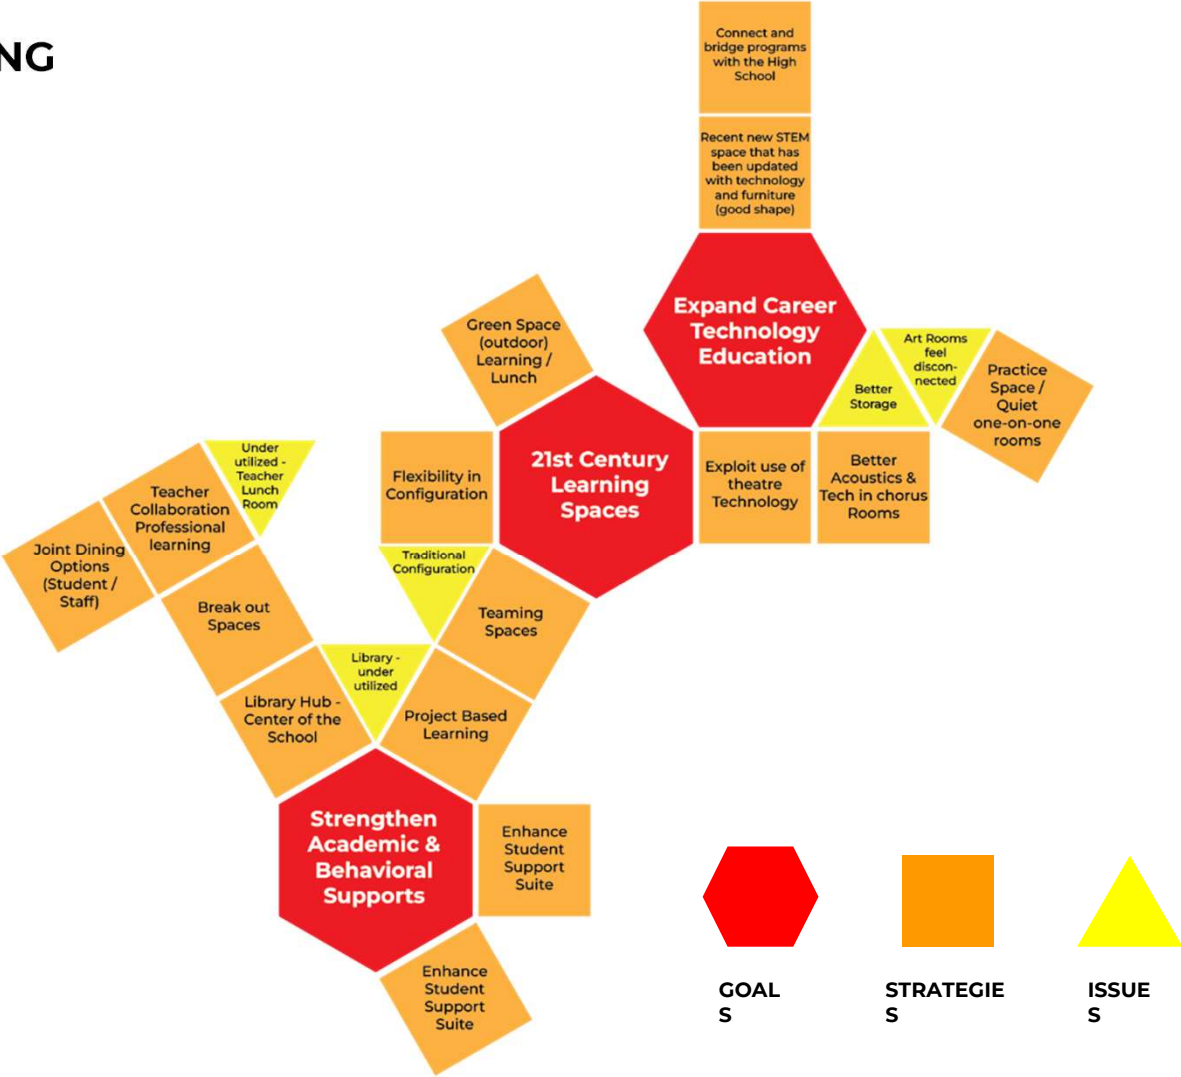 NG
Connect and
bridge programs
with the High
School
Recent new STEM
space that has
been updated
with technology
and furniture
(good shape)
Expand Career
Technology
Education
Green Space
(outdoor)
Learning /
Lunch
Art Rooms
feel
discon-
nected
Better
Storage
Practice
Space /
Quiet
one-on-one
rooms
Flexibility in
Configuration
21st Century
Learning
Spaces
Exploit use of
theatre
Technology
Better
Acoustics &
Tech in chorus
Rooms
Under
utilized -
Teacher
Lunch
Room
Teacher
Collaboration
Professional
learning
Joint Dining
Options
(Student /
Staff)
Traditional
Configuration
Break out
Spaces
Teaming
Spaces
Library -
under
utilized
Library Hub -
Center of the
School
Project Based
Learning
Strengthen
Academic &
Behavioral
Supports
Enhance
Student
Support
Suite
Enhance
Student
Support
Suite
GOAL
S
STRATEGIE
S
ISSUE
S